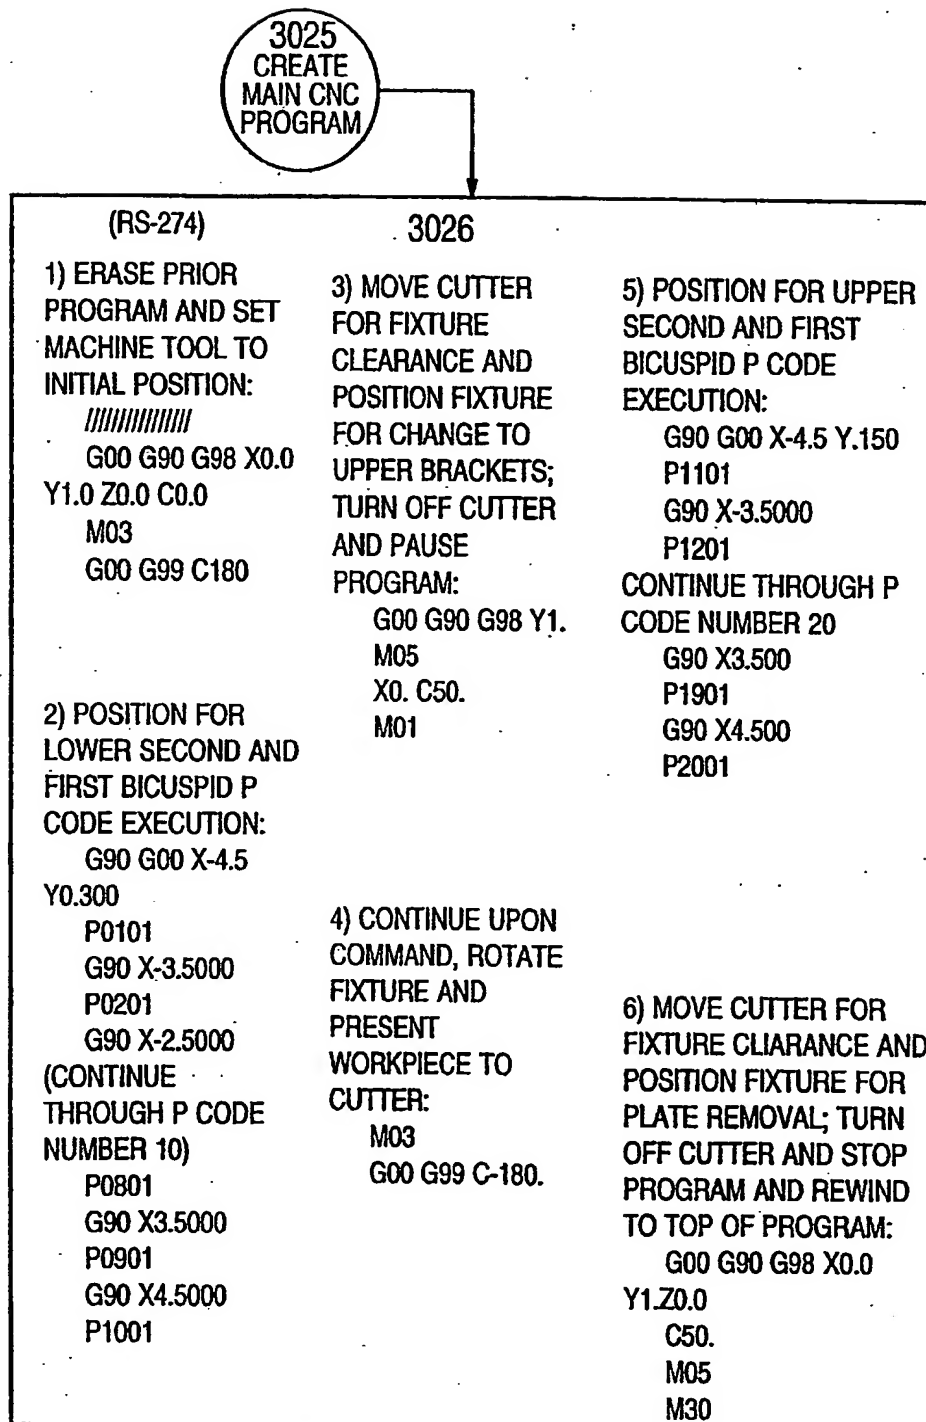 3025
CREATE
MAIN CNC
PROGRAM
(RS-274)
3026
1) ERASE PRIOR
PROGRAM AND SET
MACHINE TOOL TO
INITIAL POSITION:
////////////////
G00 G90 G98 X0.0
Y1.0 Z0.0 C0.0
M03
G00 G99 C180
2) POSITION FOR
LOWER SECOND AND
FIRST BICUSPID P
CODE EXECUTION:
G90 G00 X-4.5
Y0.300
P0101
G90 X-3.5000
P0201
G90 X-2.5000
(CONTINUE
THROUGH P CODE
NUMBER 10)
P0801
G90 X3.5000
P0901
G90 X4.5000
P1001
3) MOVE CUTTER
FOR FIXTURE
CLEARANCE AND
POSITION FIXTURE
FOR CHANGE TO
UPPER BRACKETS;
TURN OFF CUTTER
AND PAUSE
PROGRAM:
G00 G90 G98 Y1.
M05
X0. C50.
M01
4) CONTINUE UPON
COMMAND, ROTATE
FIXTURE AND
PRESENT
WORKPIECE TO
CUTTER:
M03
G00 G99 C-180.
5) POSITION FOR UPPER
SECOND AND FIRST
BICUSPID P CODE
EXECUTION:
G90 G00 X-4.5 Y.150
P1101
G90 X-3.5000
P1201
CONTINUE THROUGH P
CODE NUMBER 20
G90 X3.500
P1901
G90 X4.500
P2001
6) MOVE CUTTER FOR
FIXTURE CLIARANCE AND
POSITION FIXTURE FOR
PLATE REMOVAL; TURN
OFF CUTTER AND STOP
PROGRAM AND REWIND
TO TOP OF PROGRAM:
G00 G90 G98 X0.0
Y1.Z0.0
C50.
M05
M30